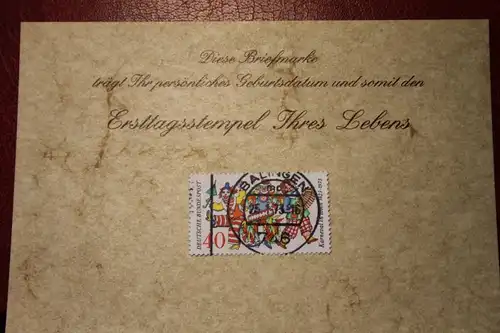 Diese Briefmarke
trägt Ihr persönliches Geburtsdatum und somit den
Ersttagsstempel Ihres Lebens
DEUTSCHE BUNDESPOST
40
BALINGEN